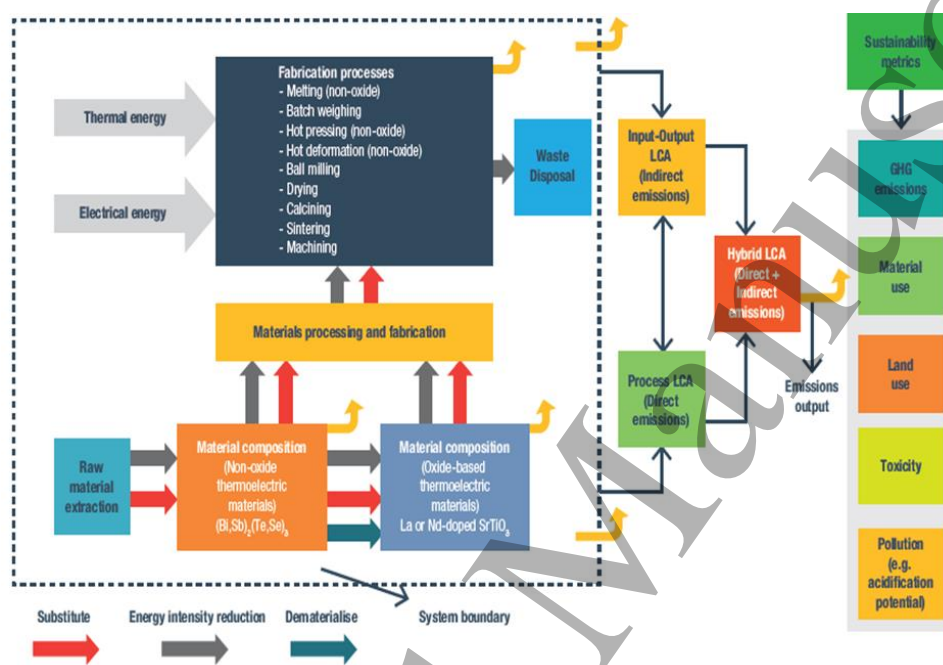 Fabrication processes
- Melting (non-oxide)
- Batch weighing
- Hot pressing (non-oxide)
- Hot deformation (non-oxide)
- Ball milling
- Drying
- Calcining
- Sintering
- Machining
Thermal energy
Electrical energy
Waste
Disposal
Materials processing and fabrication
Raw
material
extraction
Material composition
(Non-oxide
thermoelectric
materials)
(Bi,Sb)₂(Te,Se)₃
Material composition
(Oxide-based
thermoelectric
materials)
La or Nd-doped SrTiO₃
Input-Output
LCA
(Indirect
emissions)
Process LCA
(Direct
emissions)
Hybrid LCA
(Direct +
Indirect
emissions)
Emissions
output
Sustainability
metrics
GHG
emissions
Material
use
Land
use
Toxicity
Pollution
(e.g.
acidification
potential)
Substitute
Energy intensity reduction
Dematerialise
System boundary
Manus